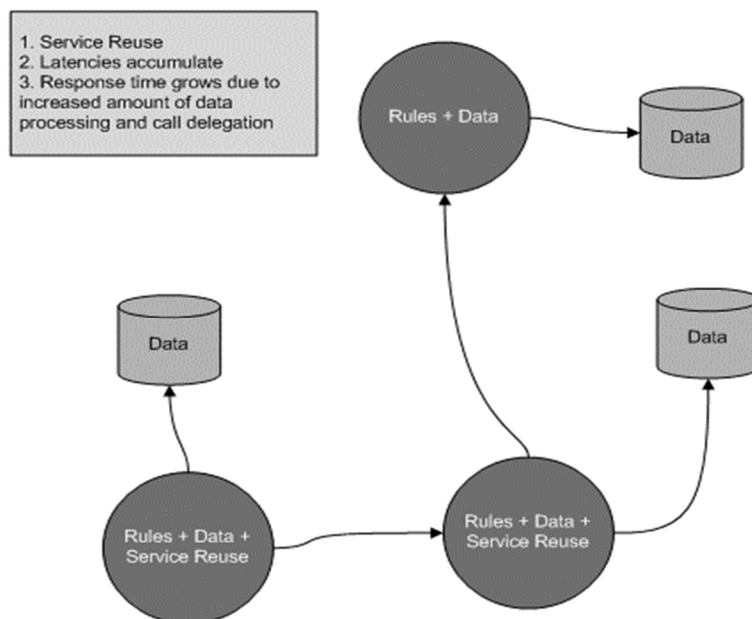 1. Service Reuse
2. Latencies accumulate
3. Response time grows due to
increased amount of data
processing and call delegation
Rules + Data
Data
Data
Data
Rules + Data +
Service Reuse
Rules + Data +
Service Reuse